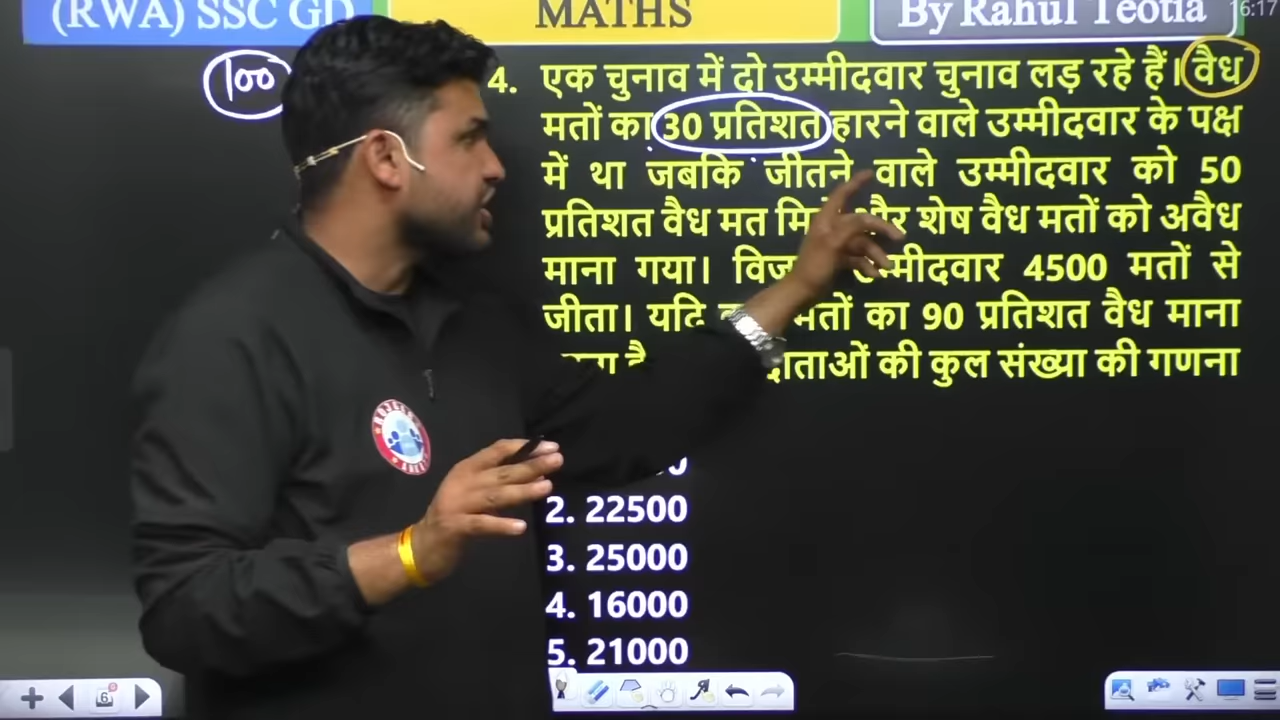 (RWA) SSC GD
MATHS
By Rahul Teotia
16:17
100
4. एक चुनाव में दो उम्मीदवार चुनाव लड़ रहे हैं। वैध
मतों का 30 प्रतिशत हारने वाले उम्मीदवार के पक्ष
में था जबकि जीतने वाले उम्मीदवार को 50
प्रतिशत वैध मत और शेष वैध मतों को अवैध
माना गया। उम्मीदवार 4500 मतों से
जीता। यदि मतों का 90 प्रतिशत वैध माना
की कुल संख्या की गणना
2. 22500
3. 25000
4. 16000
5. 21000
6